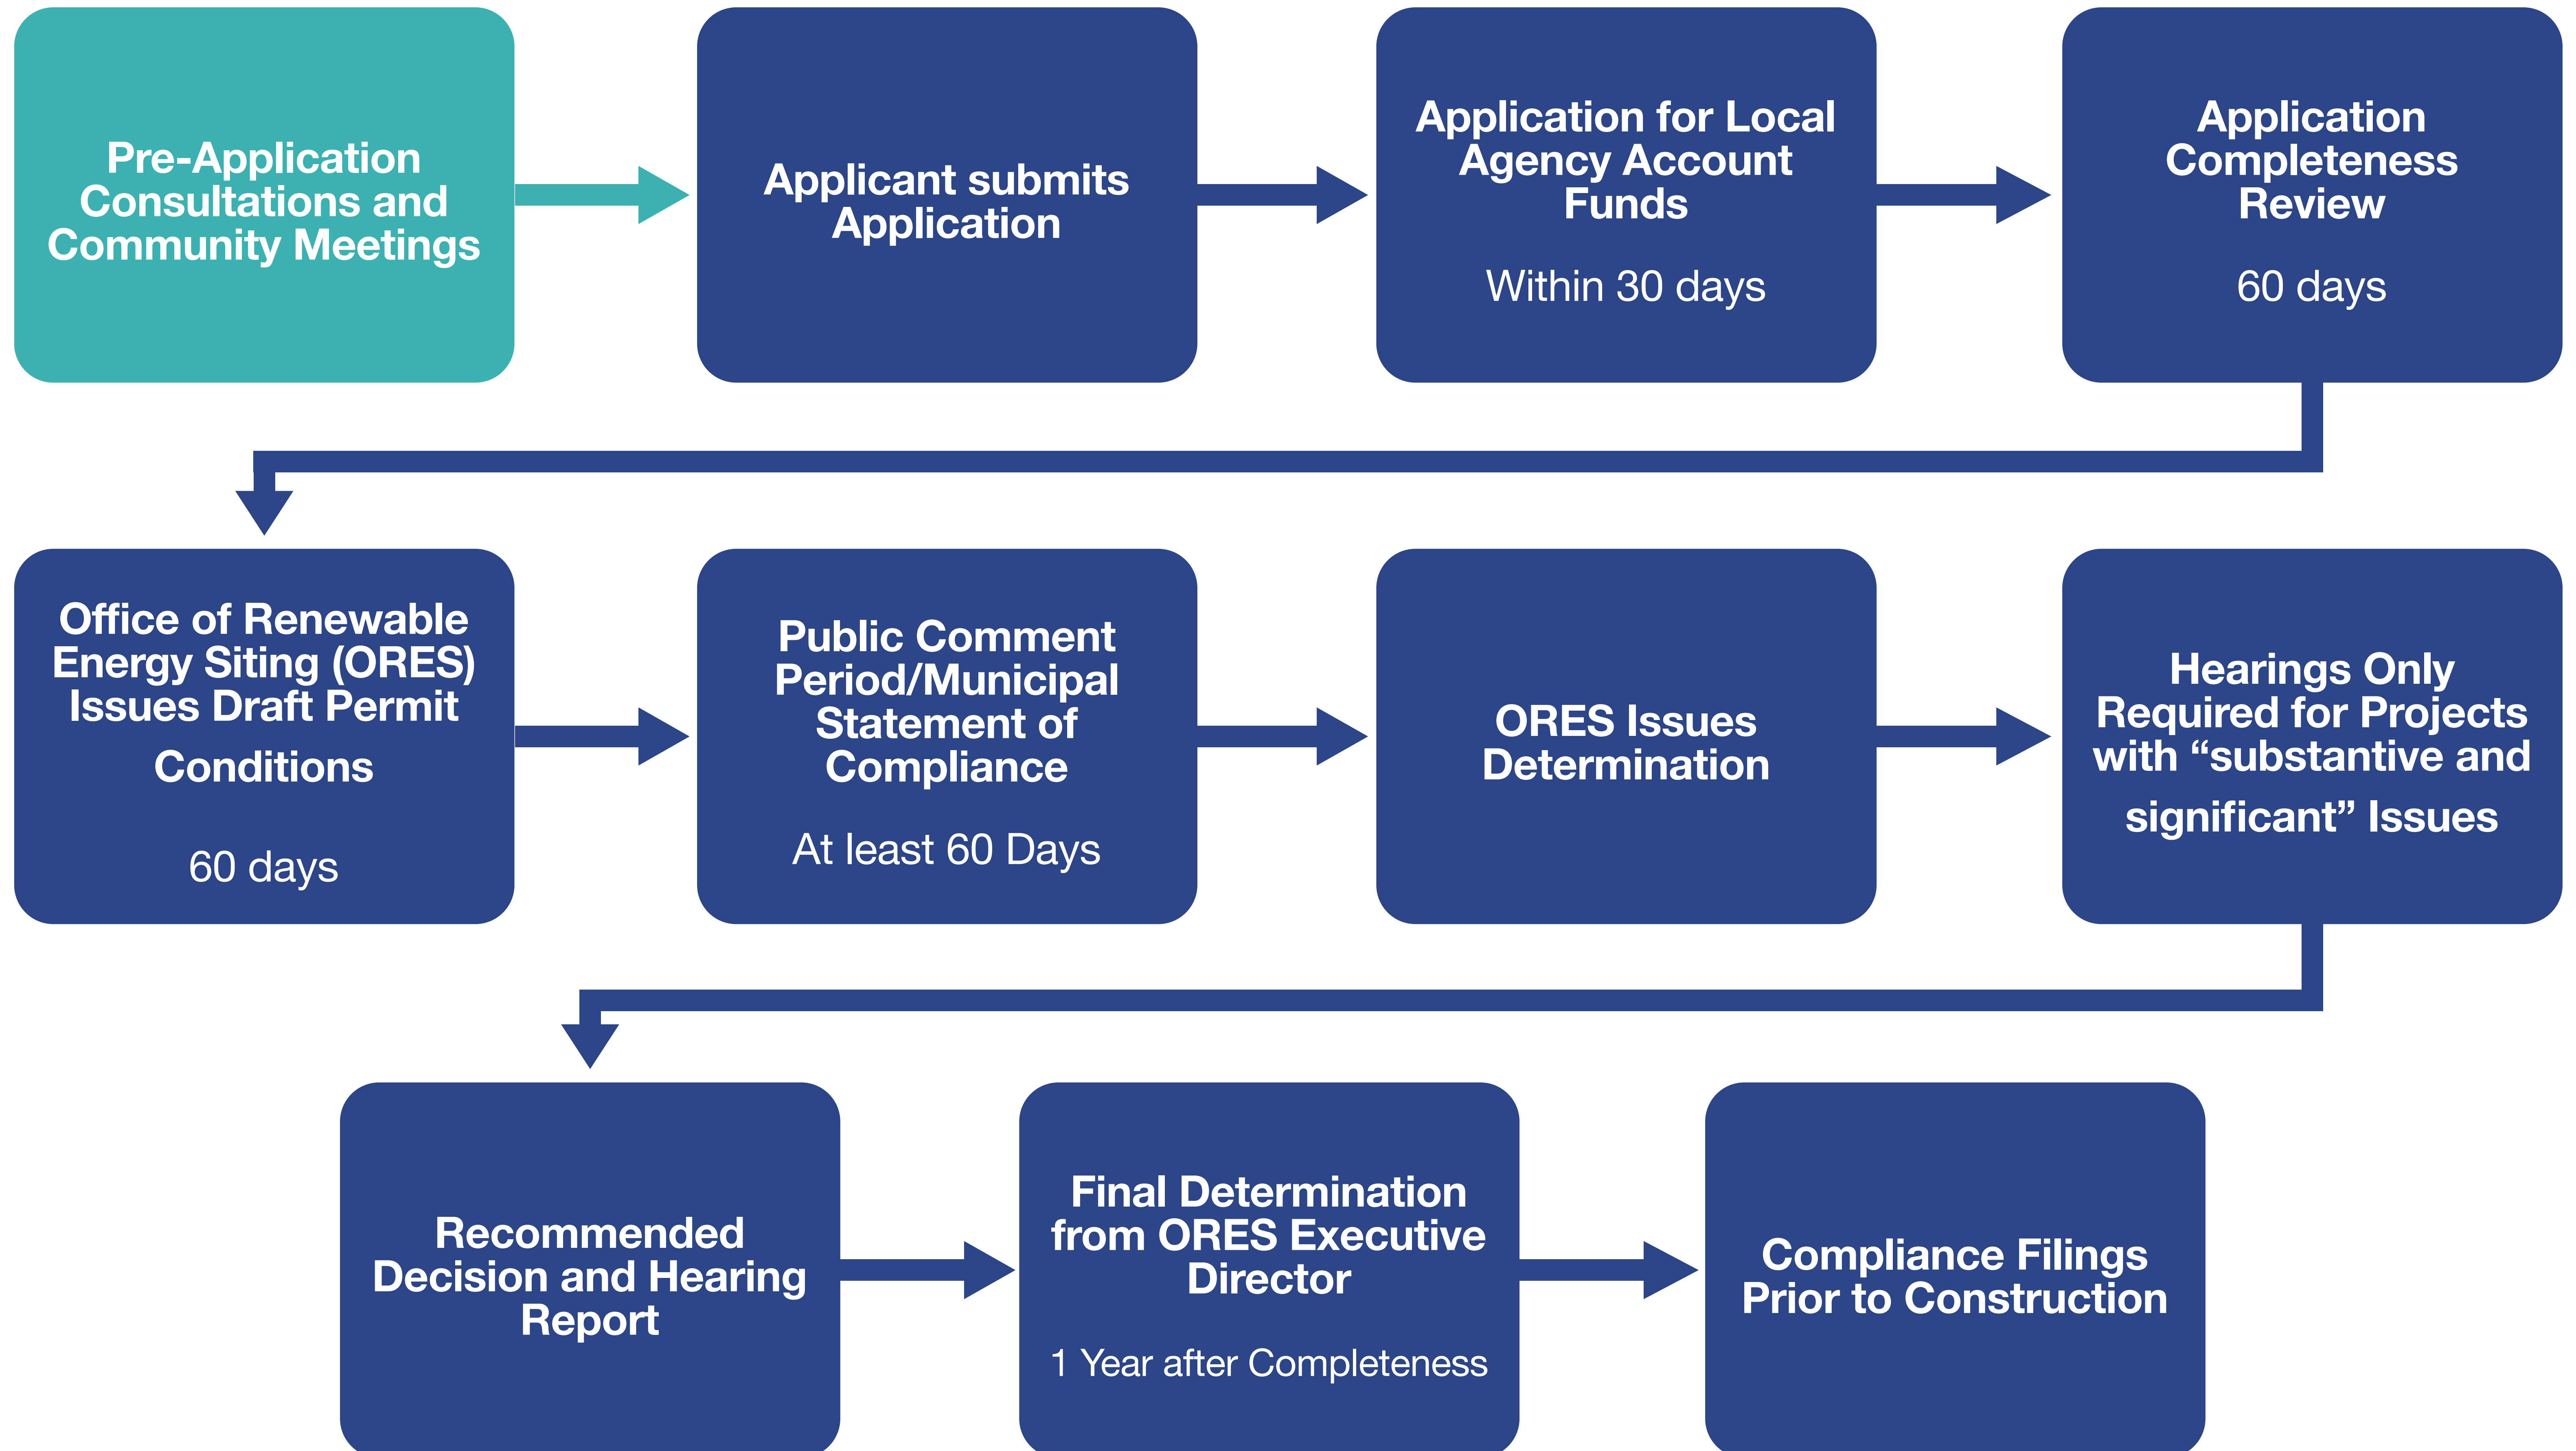 Pre-Application
Consultations and
Community Meetings
Applicant submits
Application
Application for Local
Agency Account
Funds
Within 30 days
Application
Completeness
Review
60 days
Office of Renewable
Energy Siting (ORES)
Issues Draft Permit
Conditions
60 days
Public Comment
Period/Municipal
Statement of
Compliance
At least 60 Days
ORES Issues
Determination
Hearings Only
Required for Projects
with “substantive and
significant” Issues
Recommended
Decision and Hearing
Report
Final Determination
from ORES Executive
Director
1 Year after Completeness
Compliance Filings
Prior to Construction